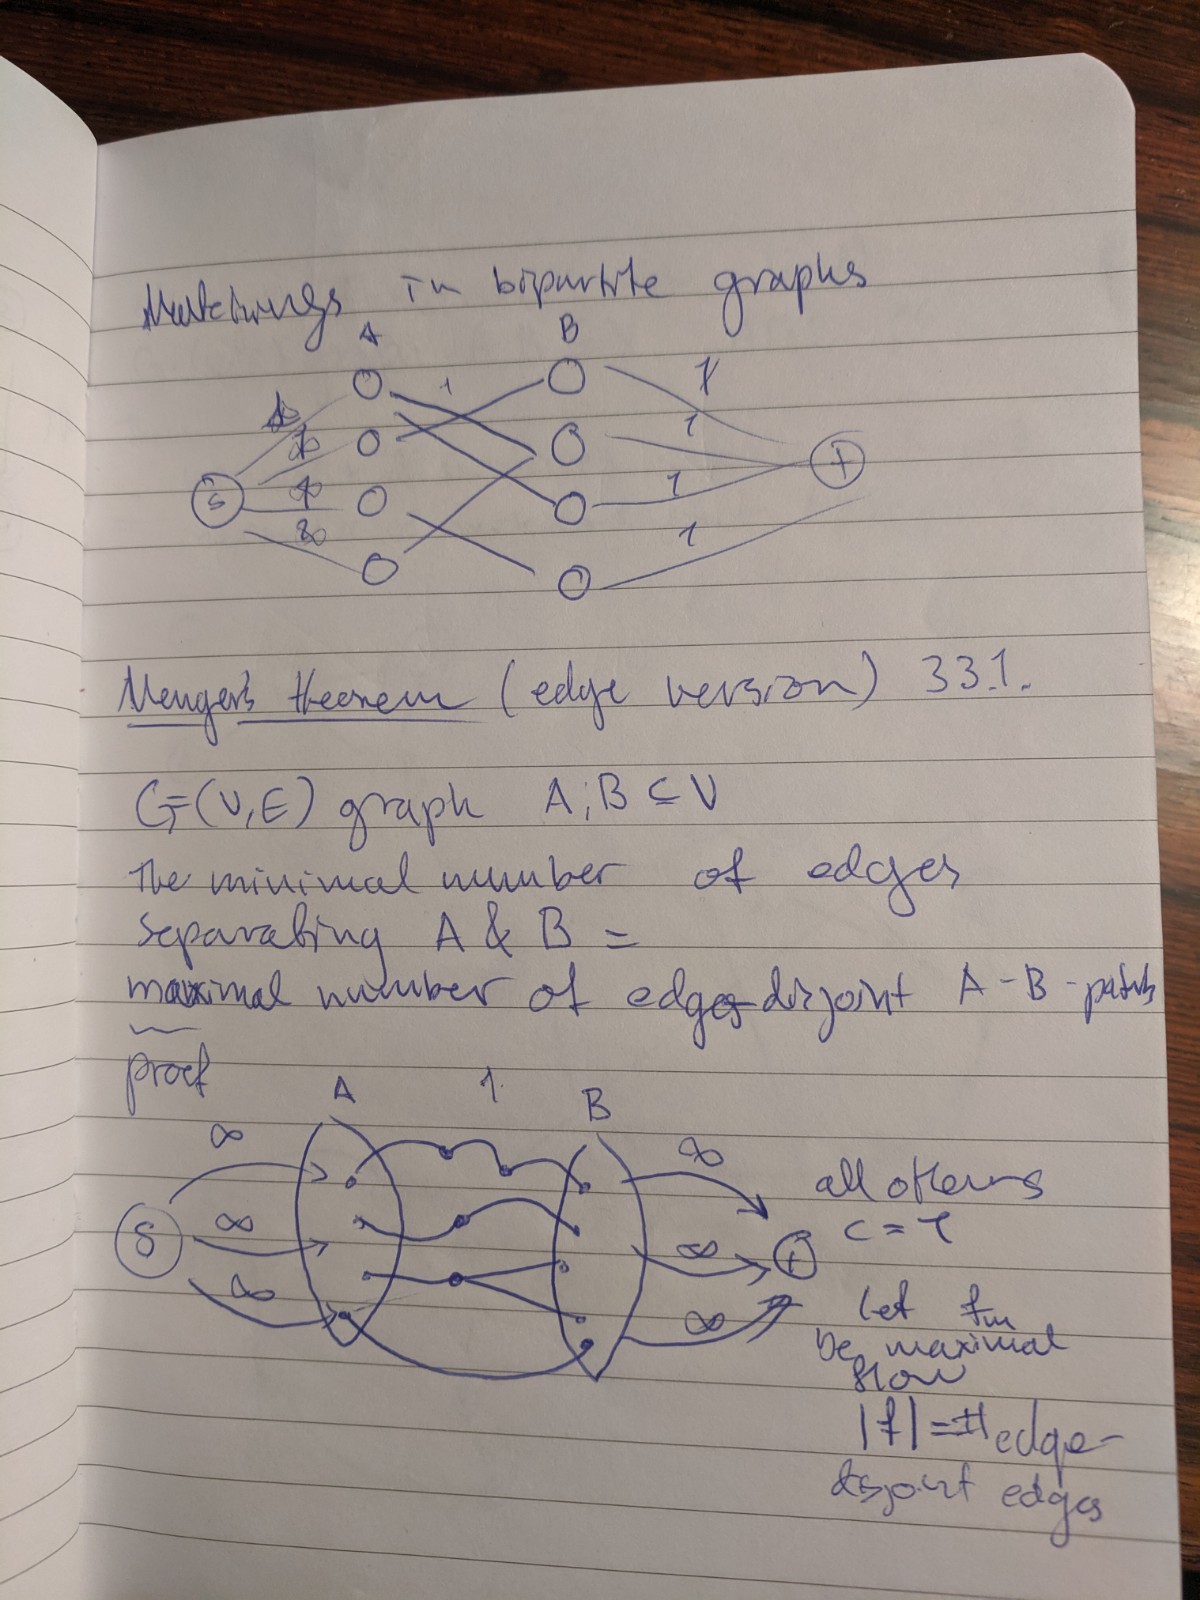 Matchings in bipartite graphs
A B
1 1
1
S t
1
1
Menger's theorem (edge version) 3.3.1.
G=(V,E) graph A;B ⊆ V
The minimal number of edges
separating A & B =
maximal number of edge-disjoint A-B-paths
proof
A 1. B
∞ ∞
all others
S ∞ c = 1
∞ t
∞ let fm
∞ be maximal
flow
|f| = # edge-
disjoint edges